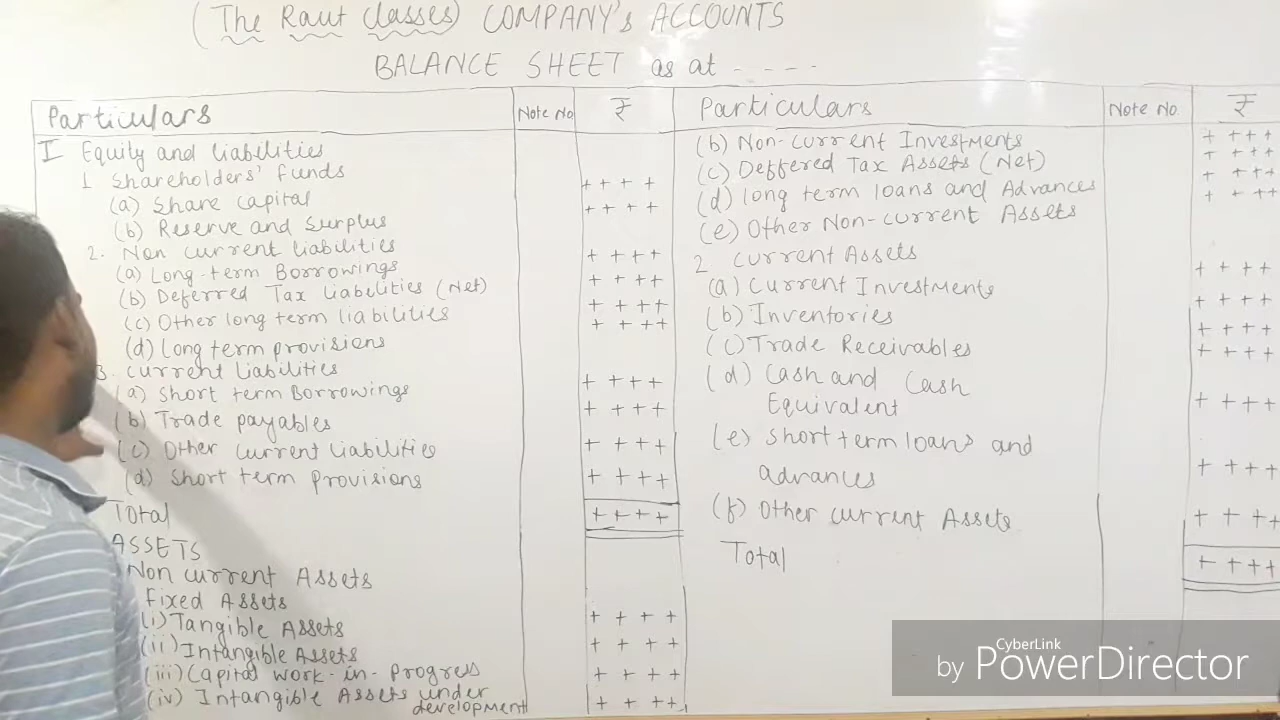 (The Raut classes) COMPANY's ACCOUNTS
BALANCE SHEET as at - - - - -
Particulars Note No ₹
I Equity and liabilities
1 Shareholders' funds
(a) Share capital + + + +
(b) Reserve and Surplus + + + +
2. Non current liabilities
(a) Long-term Borrowings + + + +
(b) Deferred Tax liabilities (Net) + + + +
(c) Other long term liabilities + + + +
(d) Long term provisions + + + +
3. Current liabilities
(a) Short term Borrowings + + + +
(b) Trade payables + + + +
(c) Other current liabilities + + + +
(d) Short term provisions + + + +
Total + + + +
ASSETS
Non current Assets
Fixed Assets
(i) Tangible Assets + + + +
(ii) Intangible Assets + + + +
(iii) Capital work-in-Progress + + + +
(iv) Intangible Assets under development + + + +
Particulars Note No. ₹
(b) Non-current Investments + + + +
(c) Deffered Tax Assets (Net) + + + +
(d) long term loans and Advances + + + +
(e) Other Non-current Assets + + + +
2 Current Assets
(a) Current Investments + + + +
(b) Inventories + + + +
(c) Trade Receivables + + + +
(d) Cash and Cash + + + +
Equivalent + + + +
(e) Short term loans and
advances + + + +
(f) Other current Assets + + + +
Total + + + +
CyberLink
by PowerDirector